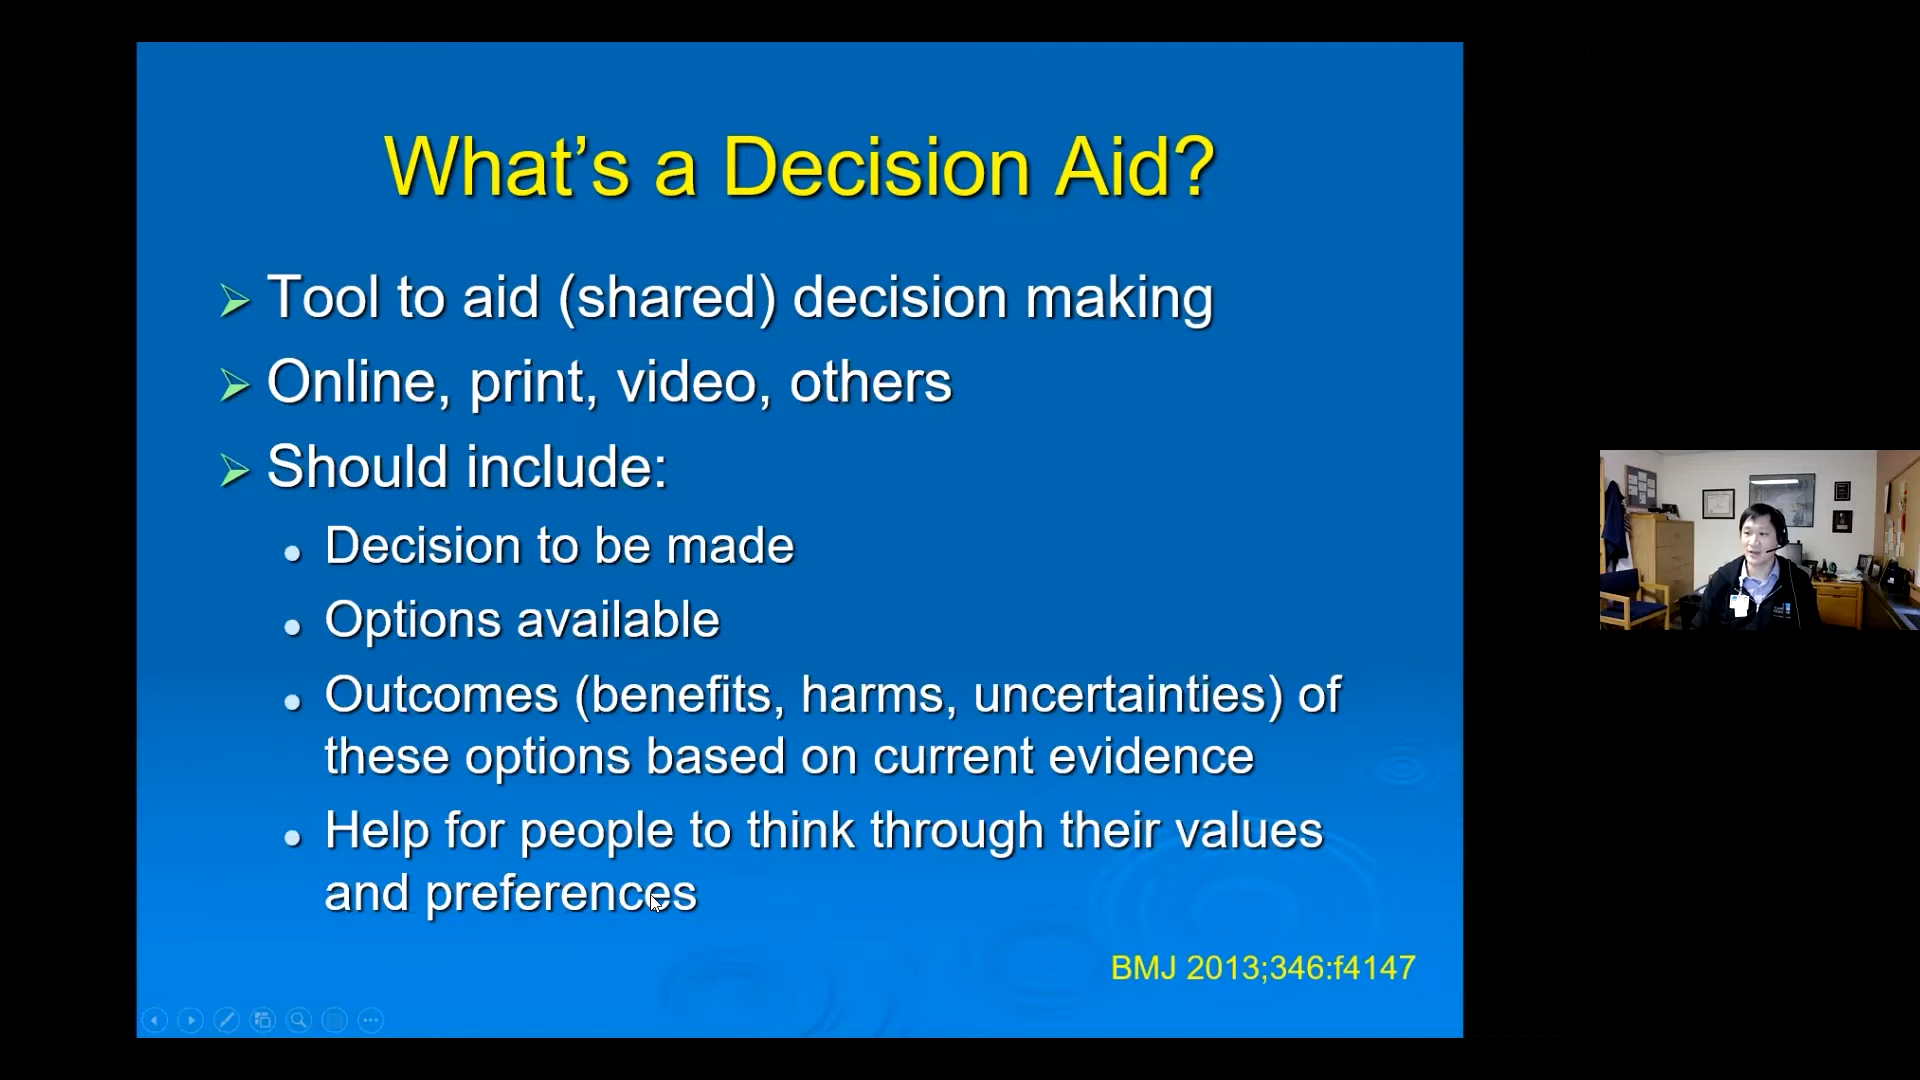 What’s a Decision Aid?
Tool to aid (shared) decision making
Online, print, video, others
Should include:
Decision to be made
Options available
Outcomes (benefits, harms, uncertainties) of
these options based on current evidence
Help for people to think through their values
and preferences
BMJ 2013;346:f4147